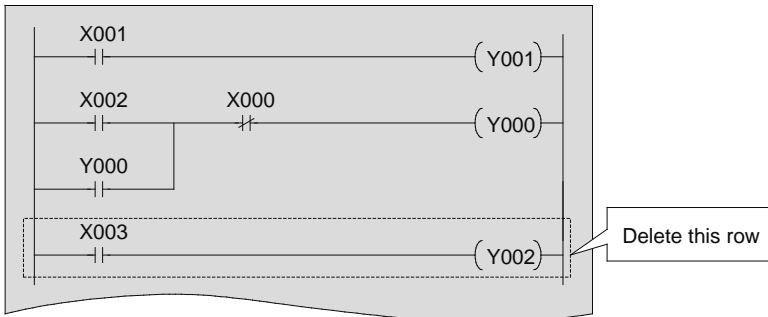 X001
Y001
X002 X000
Y000
Y000
X003
Y002
Delete this row